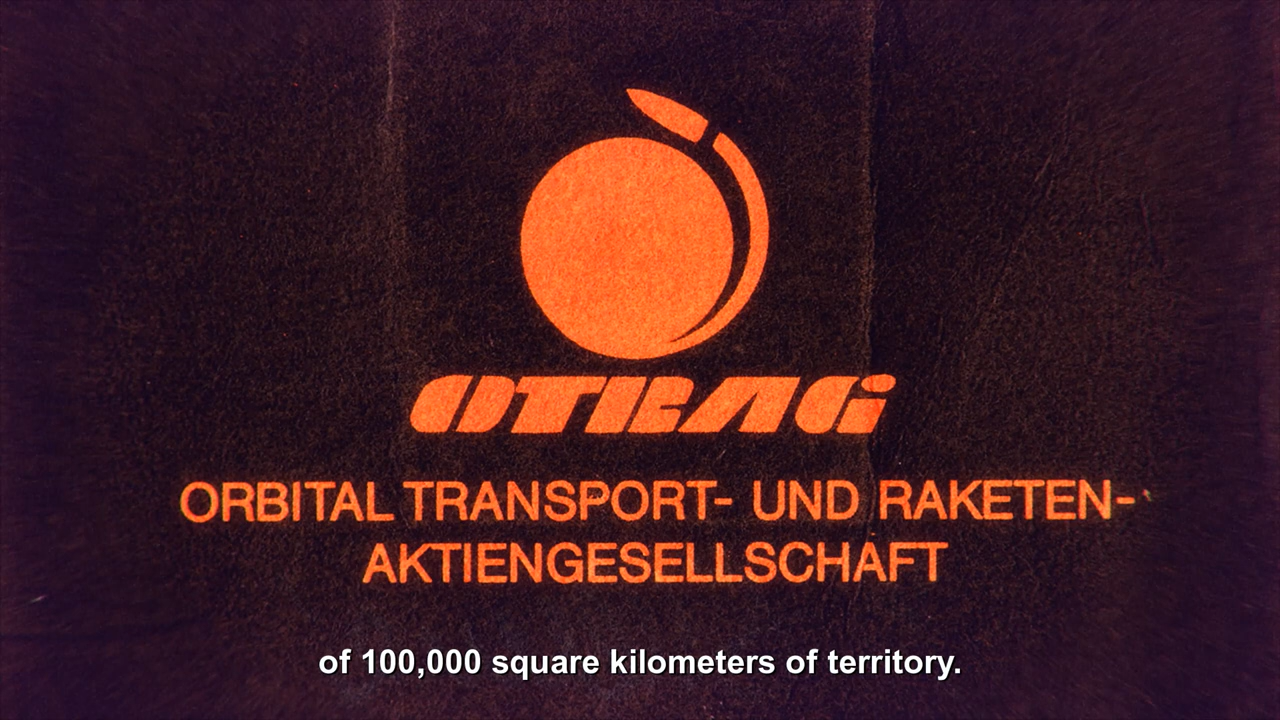 OTRAG
ORBITAL TRANSPORT- UND RAKETEN-
AKTIENGESELLSCHAFT
of 100,000 square kilometers of territory.